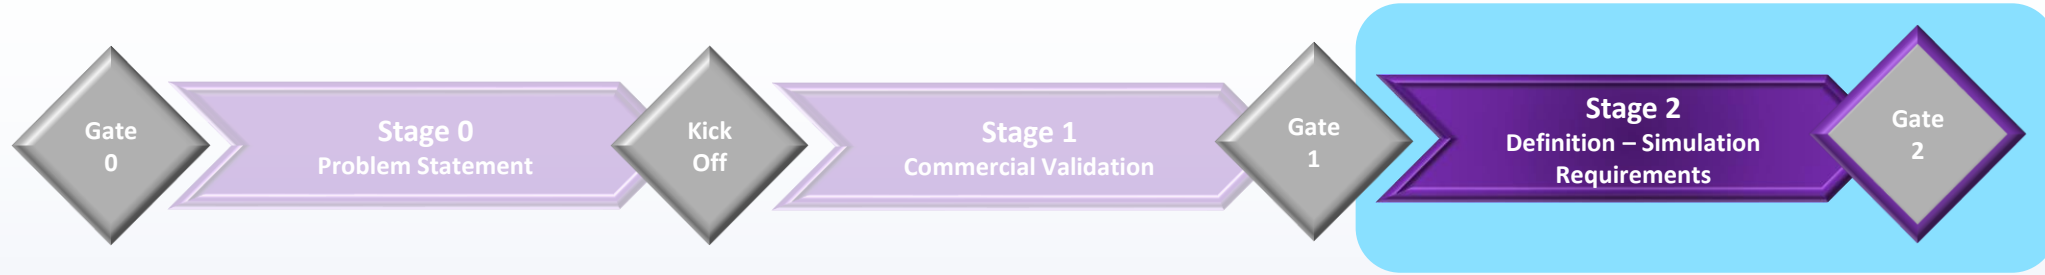 Gate
0
Stage 0
Problem Statement
Kick
Off
Stage 1
Commercial Validation
Gate
1
Stage 2
Definition – Simulation
Requirements
Gate
2